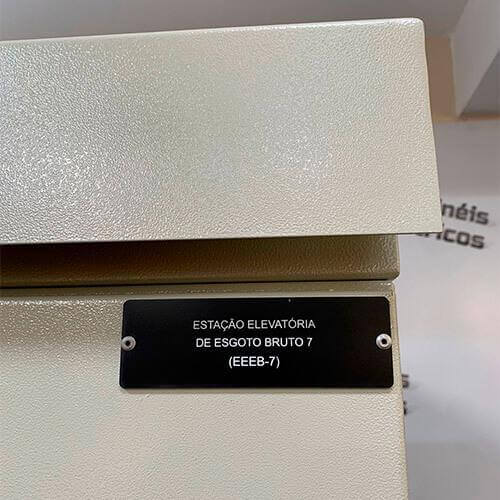 ESTAÇÃO ELEVATÓRIA
DE ESGOTO BRUTO 7
(EEEB-7)